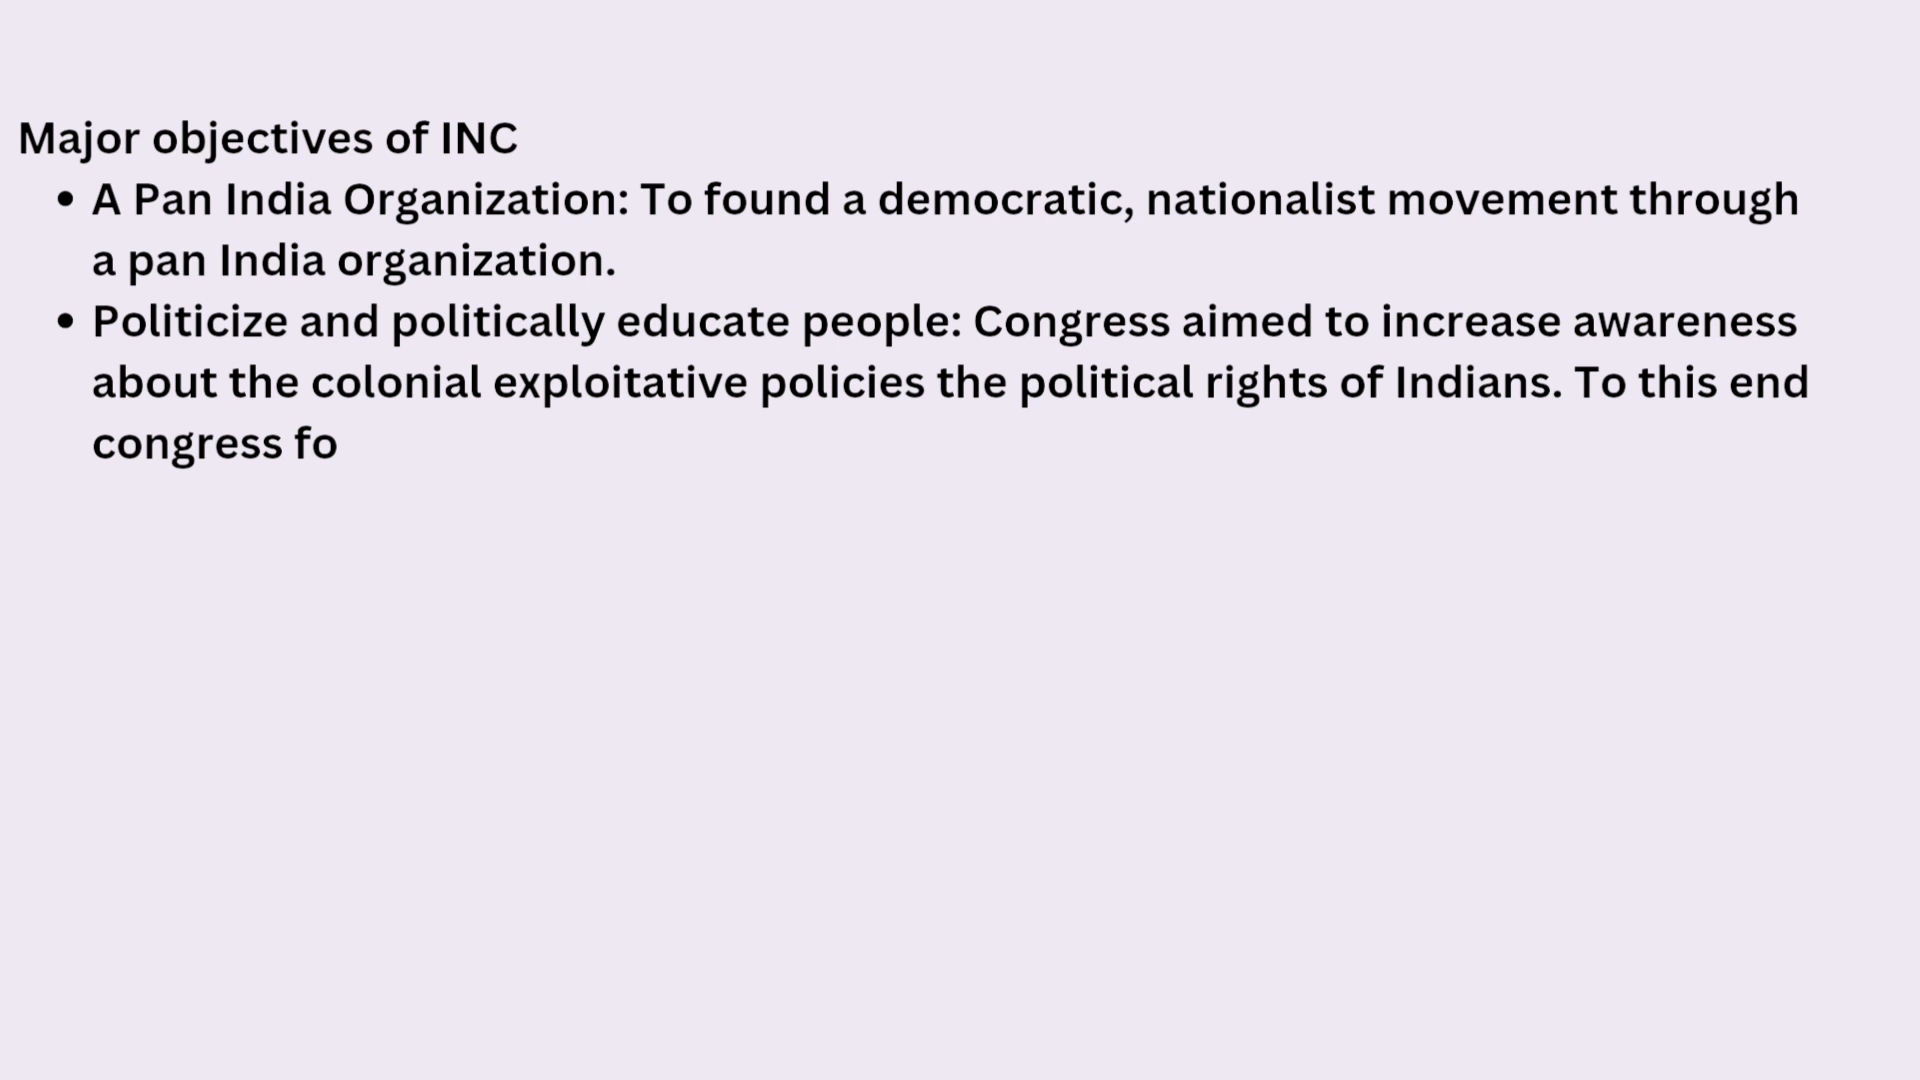 Major objectives of INC
• A Pan India Organization: To found a democratic, nationalist movement through
a pan India organization.
• Politicize and politically educate people: Congress aimed to increase awareness
about the colonial exploitative policies the political rights of Indians. To this end
congress fo